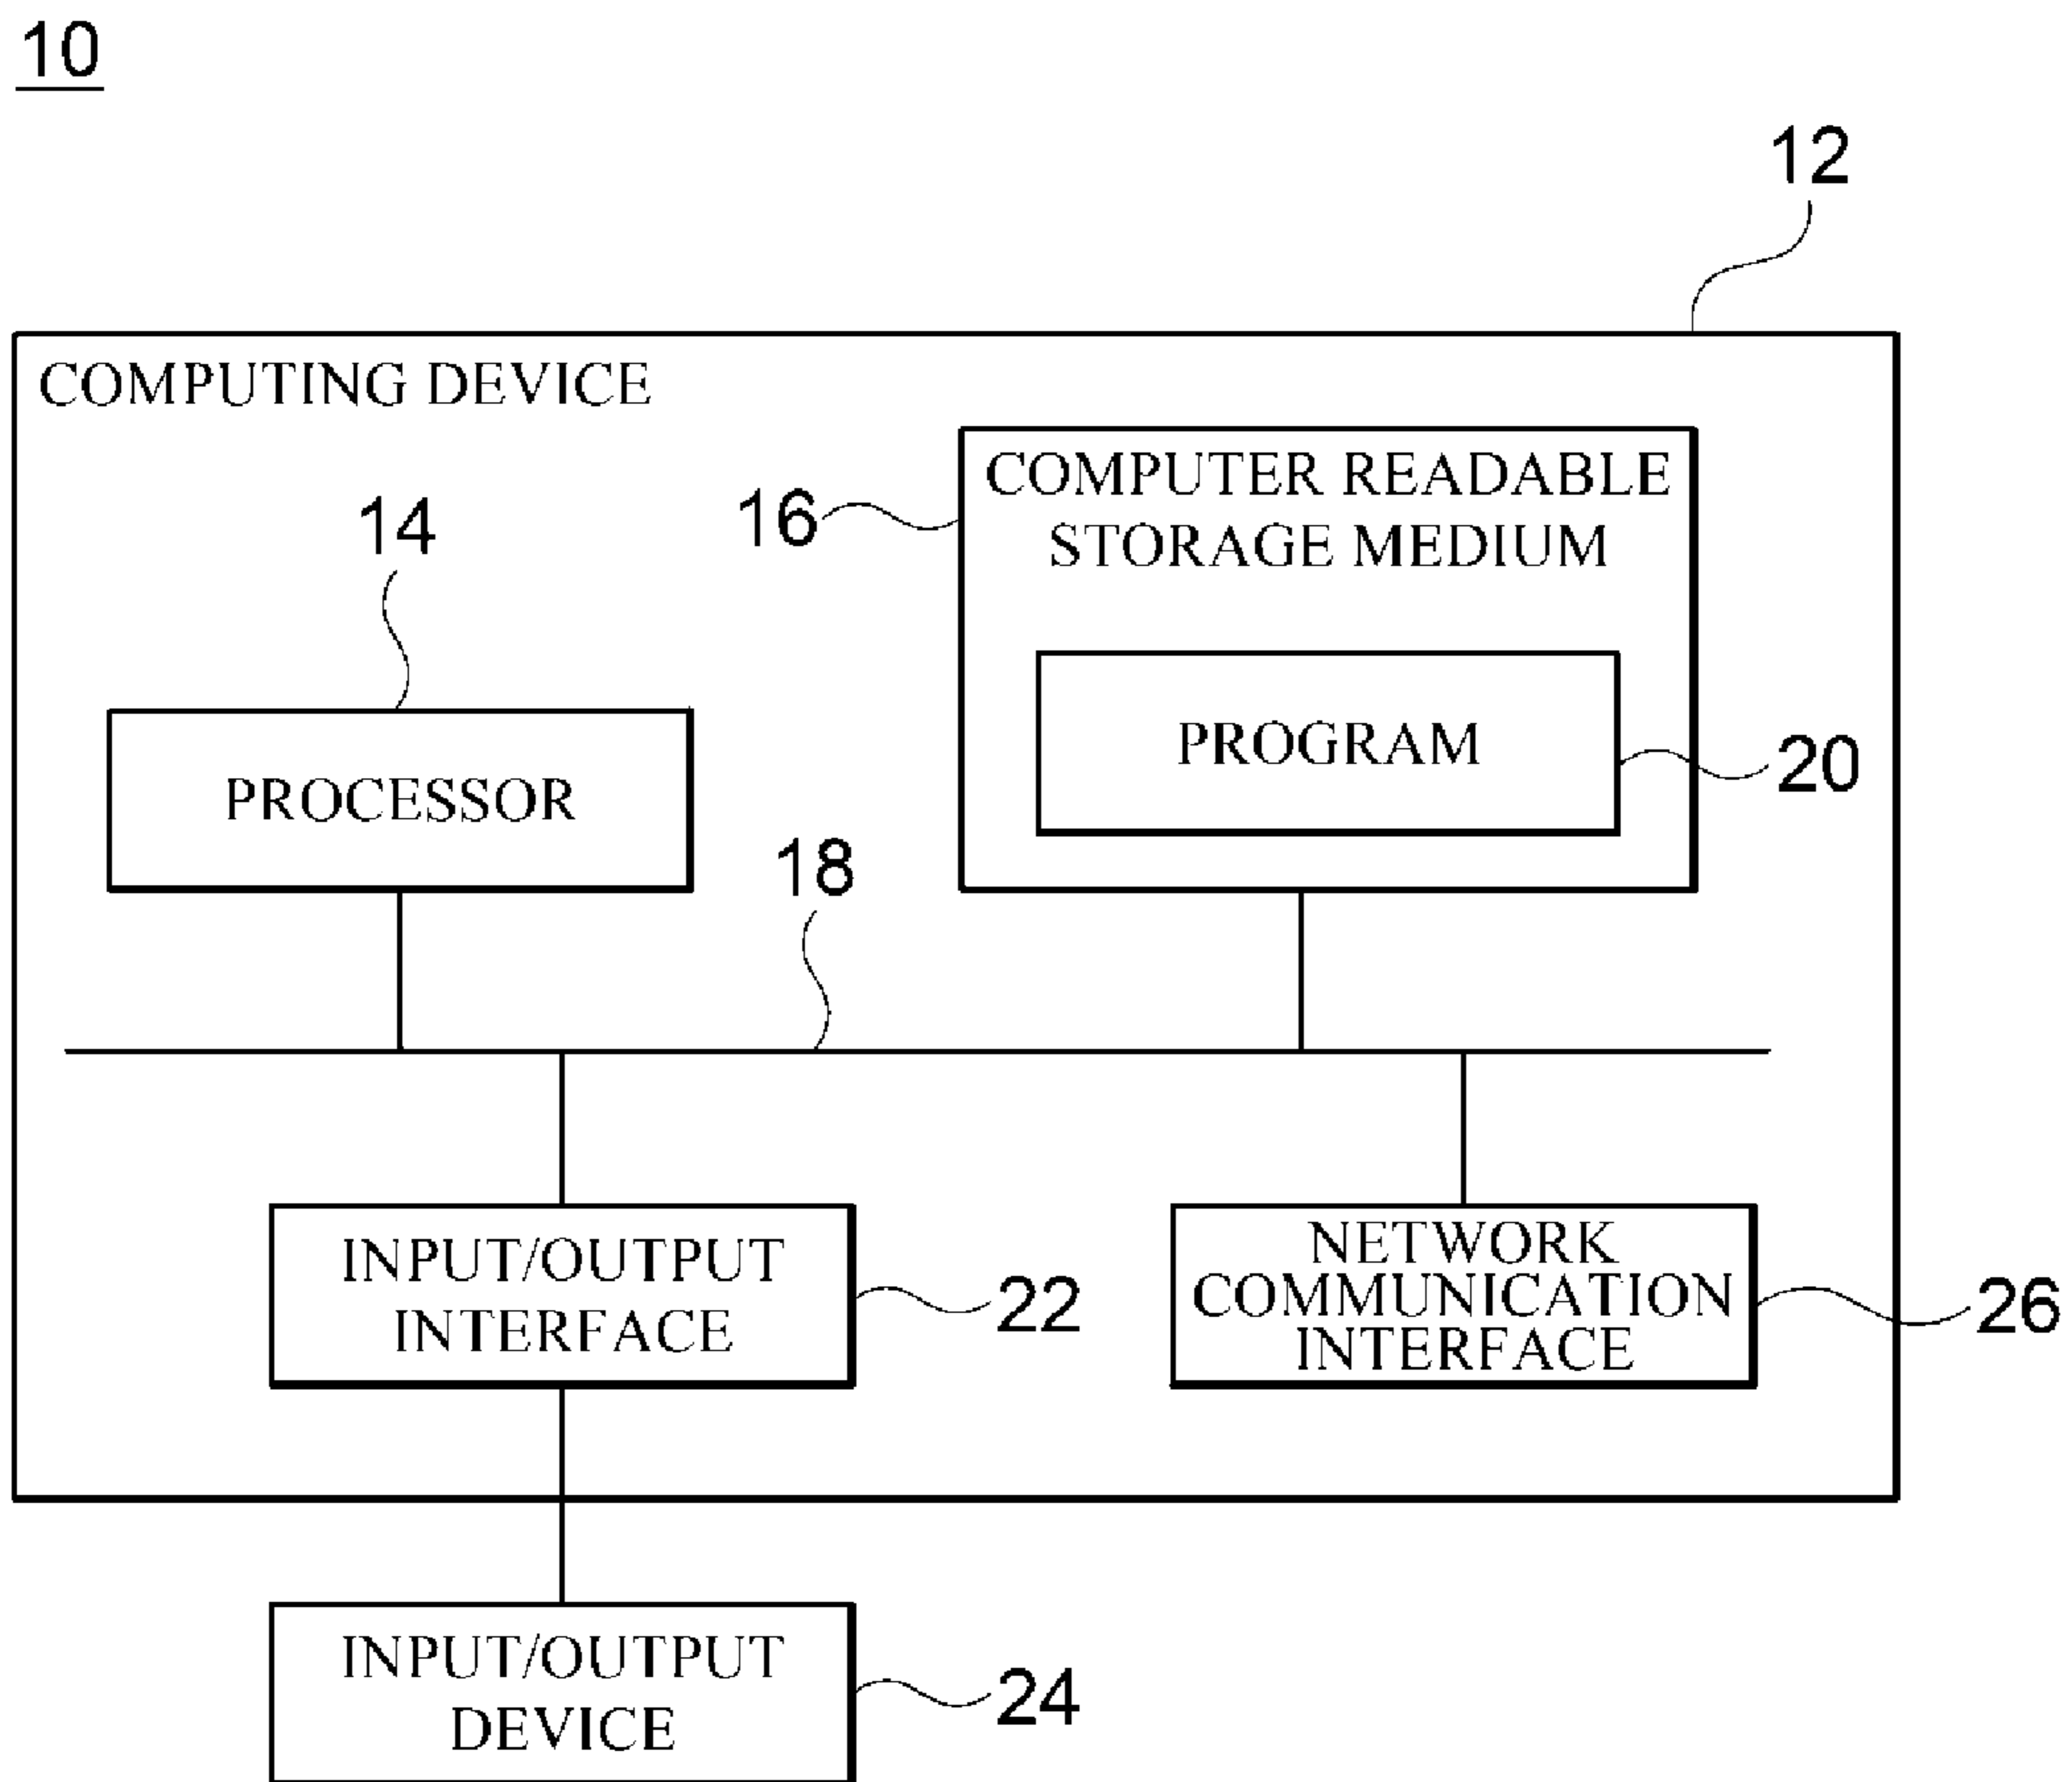 10
12
COMPUTING DEVICE
COMPUTER READABLE
STORAGE MEDIUM
16
14
PROGRAM
20
PROCESSOR
18
INPUT/OUTPUT
INTERFACE
22
NETWORK
COMMUNICATION
INTERFACE
26
INPUT/OUTPUT
DEVICE
24